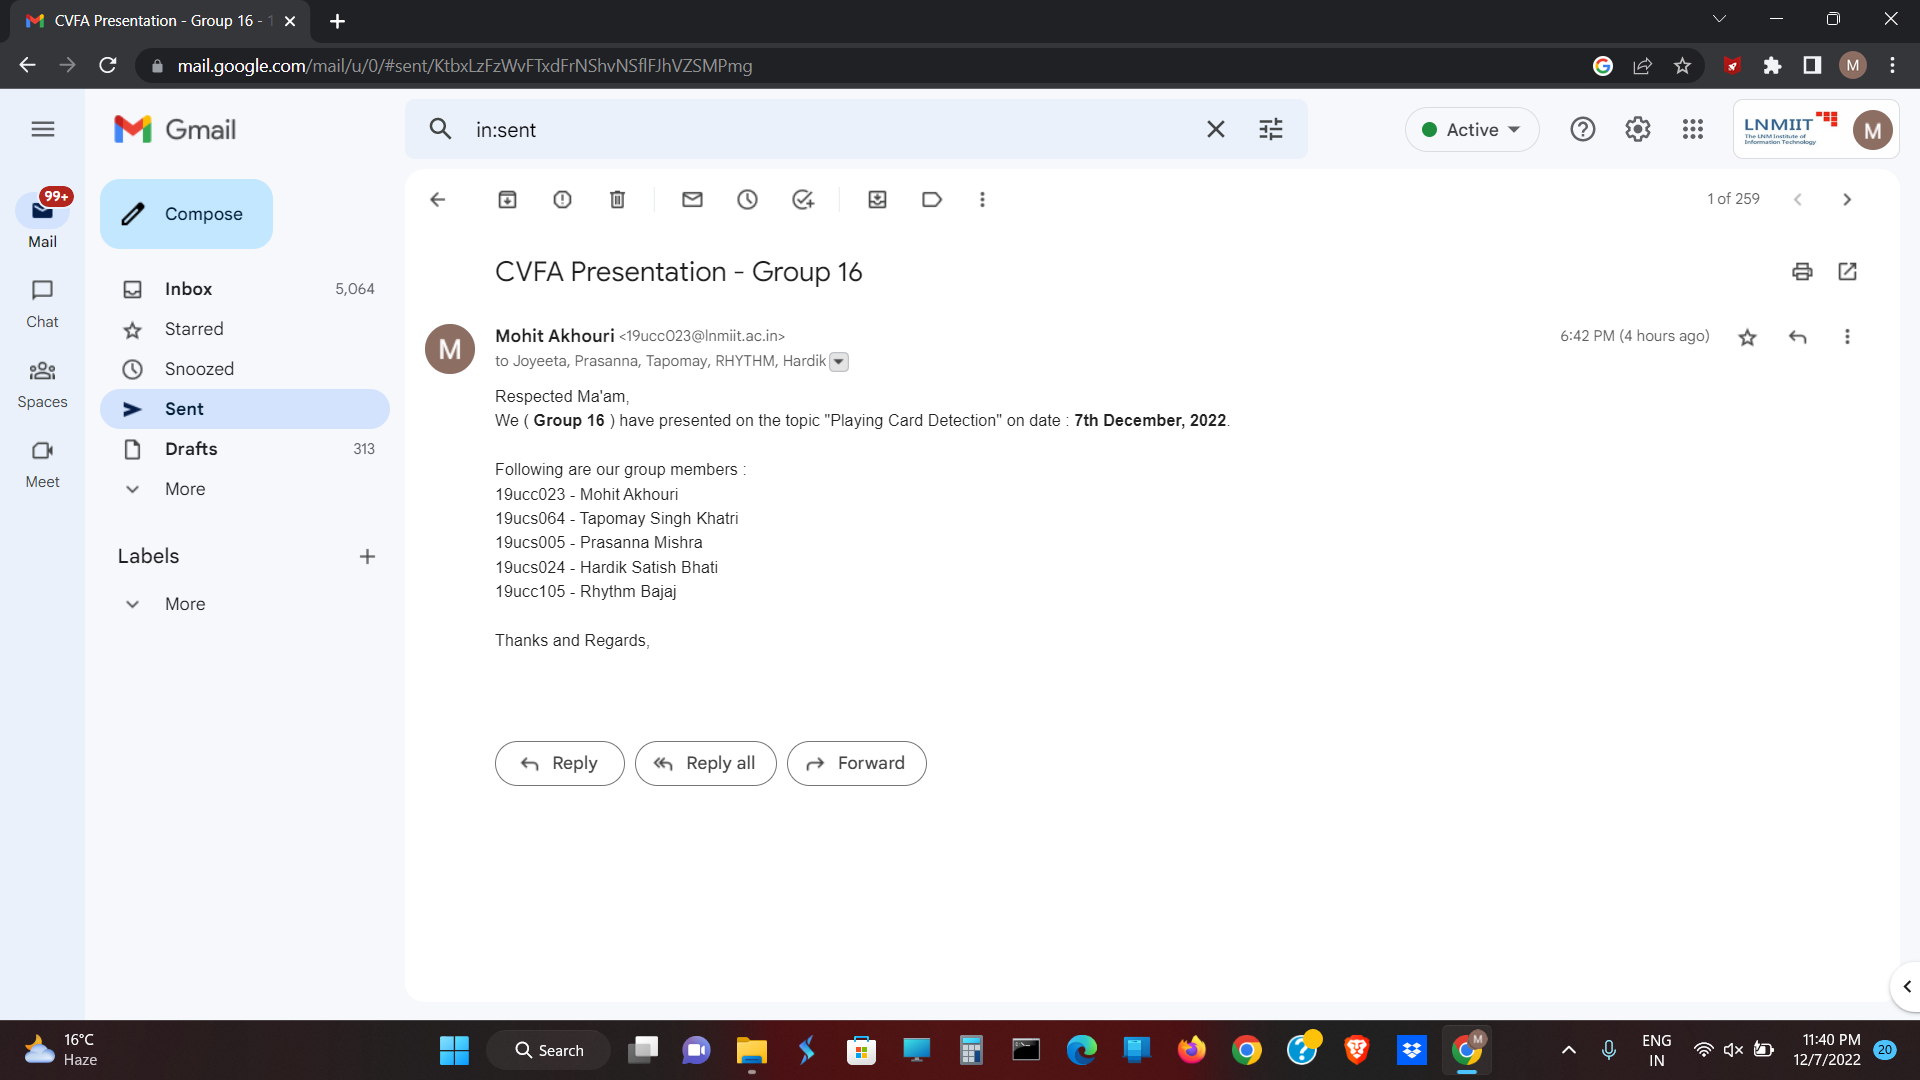 CVFA Presentation - Group 16 -
mail.google.com/mail/u/0/#sent/KtbxLzFzWvFTxdFrNShvNSflFJhVZSMPmg
M
Gmail
in:sent
Active
LNMIIT
The LNM Institute of
Information Technology
M
99+
Mail
Chat
Spaces
Meet
Compose
Inbox 5,064
Starred
Snoozed
Sent
Drafts 313
More
Labels
More
1 of 259
CVFA Presentation - Group 16
M
Mohit Akhouri <19ucc023@lnmiit.ac.in>
6:42 PM (4 hours ago)
to Joyeeta, Prasanna, Tapomay, RHYTHM, Hardik
Respected Ma'am,
We ( Group 16 ) have presented on the topic "Playing Card Detection" on date : 7th December, 2022.
Following are our group members :
19ucc023 - Mohit Akhouri
19ucs064 - Tapomay Singh Khatri
19ucs005 - Prasanna Mishra
19ucs024 - Hardik Satish Bhati
19ucc105 - Rhythm Bajaj
Thanks and Regards,
Reply
Reply all
Forward
16°C
Haze
Search
M
ENG
IN
11:40 PM
12/7/2022
20